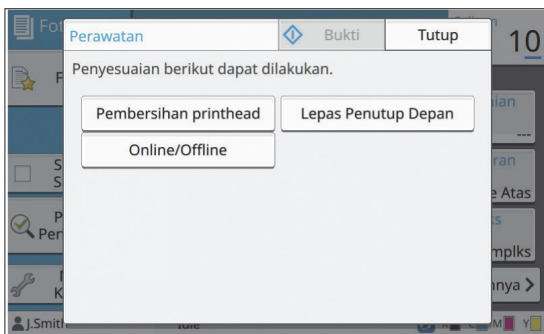 Perawatan
Bukti
Tutup
10
Penyesuaian berikut dapat dilakukan.
Pembersihan printhead
Lepas Penutup Depan
Online/Offline
---
e Atas
mplks
nya >
J.Smith
Idle
M
Y